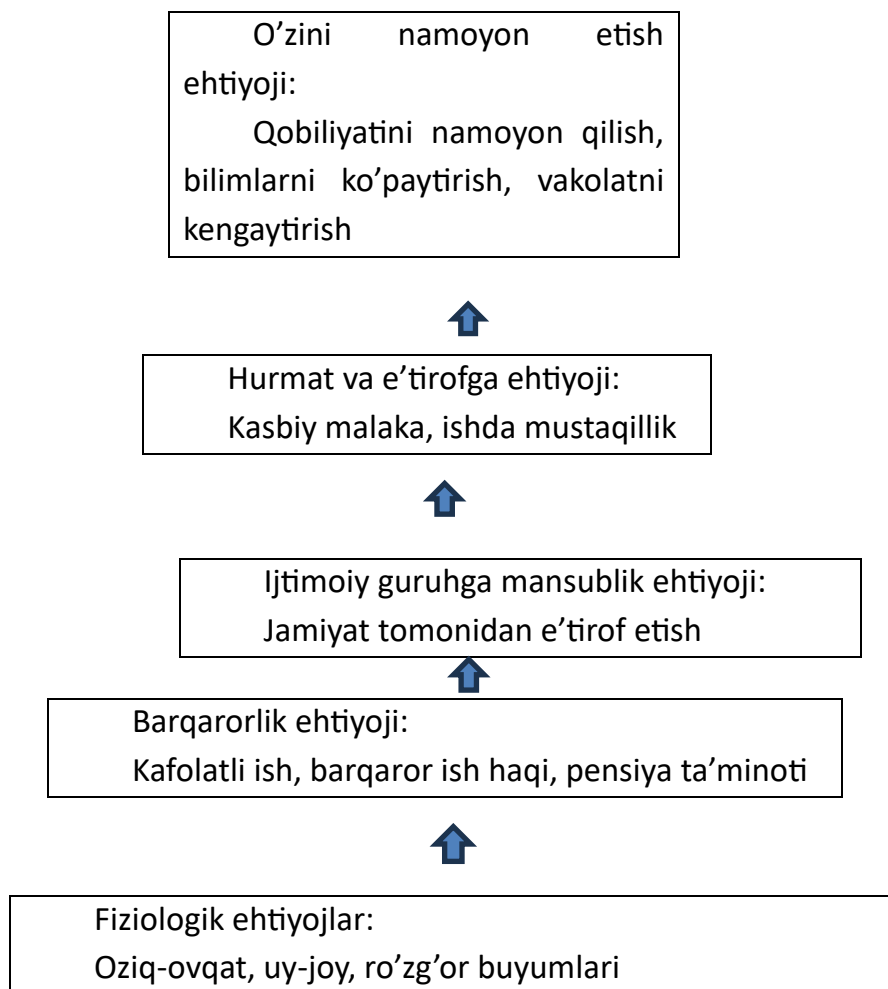 O’zini namoyon etish
ehtiyoji:
Qobiliyatini namoyon qilish,
bilimlarni ko’paytirish, vakolatni
kengaytirish
Hurmat va e’tirofga ehtiyoji:
Kasbiy malaka, ishda mustaqillik
Ijtimoiy guruhga mansublik ehtiyoji:
Jamiyat tomonidan e’tirof etish
Barqarorlik ehtiyoji:
Kafolatli ish, barqaror ish haqi, pensiya ta’minoti
Fiziologik ehtiyojlar:
Oziq-ovqat, uy-joy, ro’zg’or buyumlari